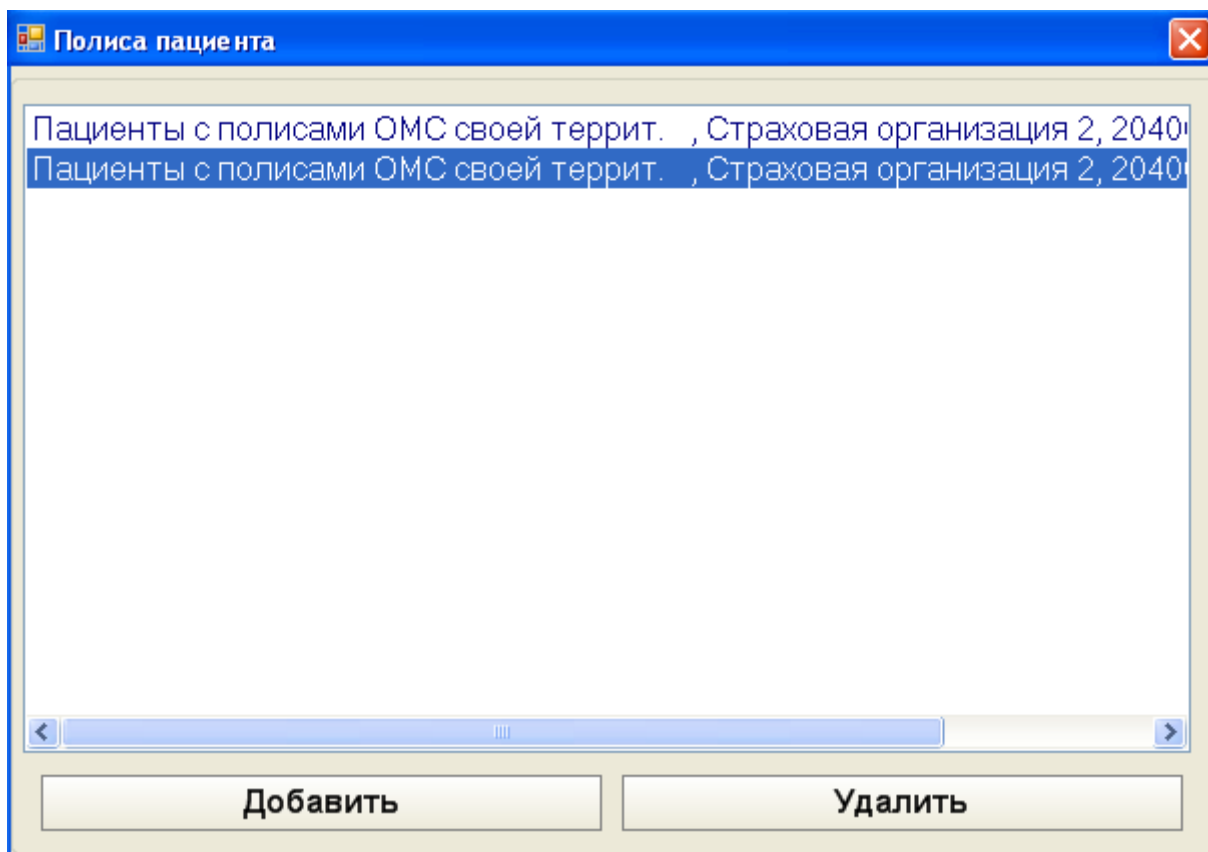 Полиса пациента
Пациенты с полисами ОМС своей террит. , Страховая организация 2, 2040
Пациенты с полисами ОМС своей террит. , Страховая организация 2, 2040
Добавить Удалить